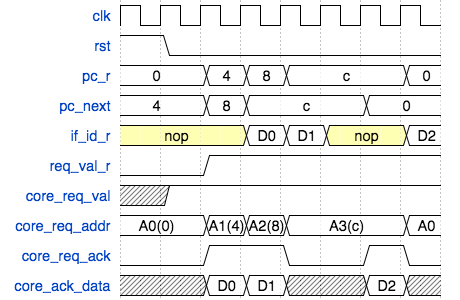 clk
rst
pc_r 0 4 8 c 0
pc_next 4 8 c 0
if_id_r nop D0 D1 nop D2
req_val_r
core_req_val
core_req_addr A0(0) A1(4) A2(8) A3(c) A0
core_req_ack
core_ack_data D0 D1 D2